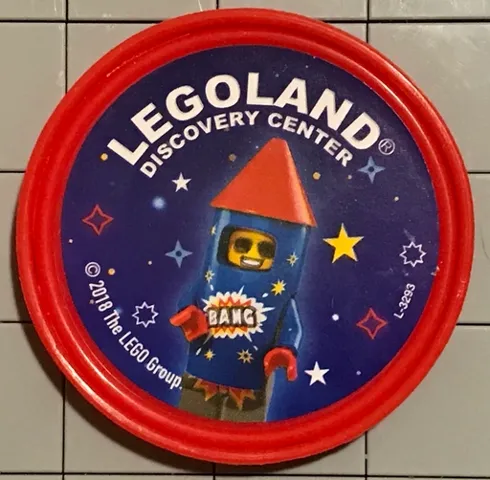 LEGOLAND®
DISCOVERY CENTER
BANG
L-3293
© 2018 The LEGO Group.